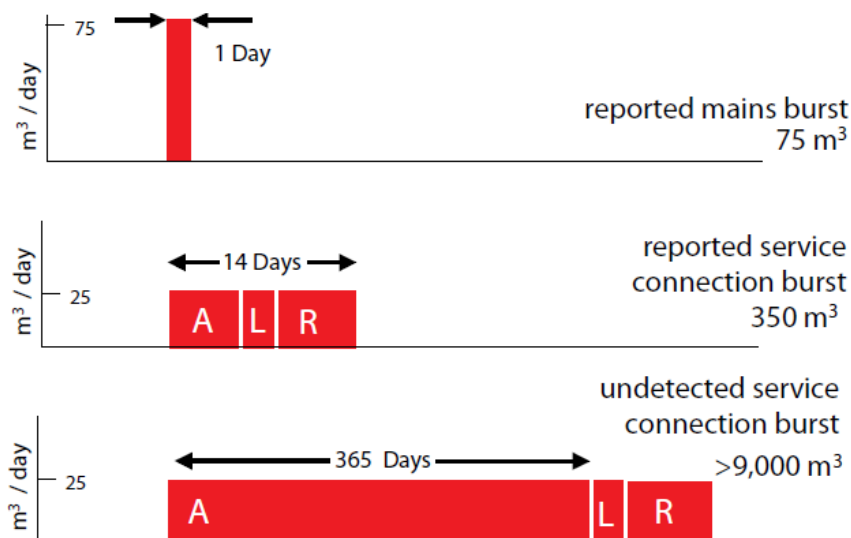 75
1 Day
m³ / day
reported mains burst
75 m³
14 Days
m³ / day
25
A L R
reported service
connection burst
350 m³
undetected service
connection burst
>9,000 m³
365 Days
m³ / day
25
A L R